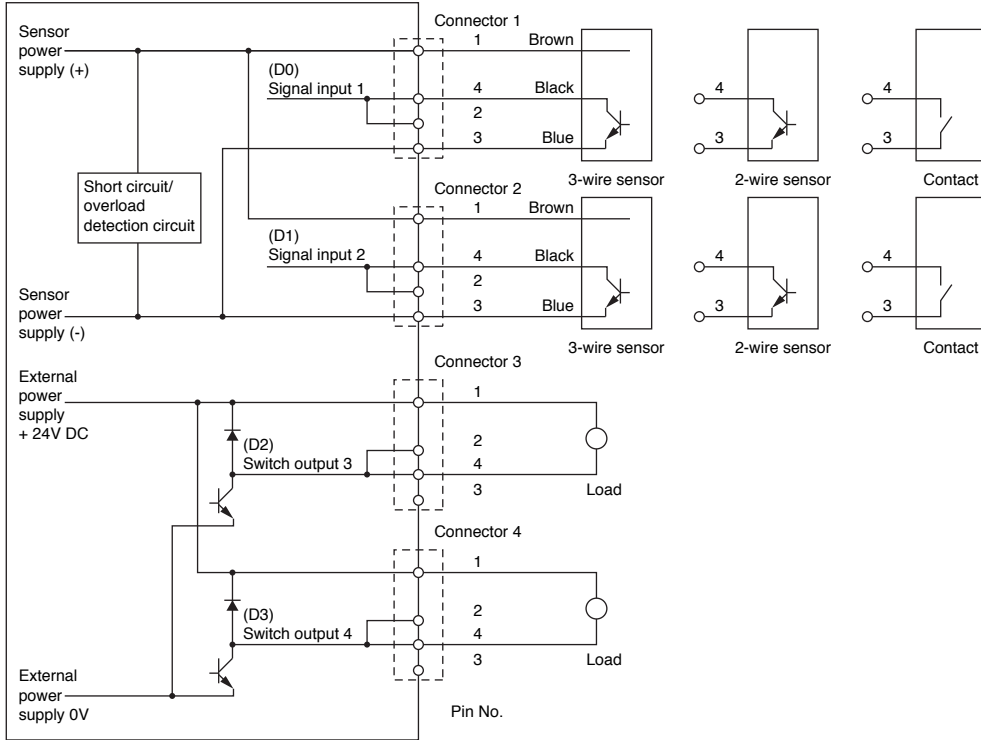 Sensor
power
supply (+)
(D0)
Signal input 1
Short circuit/
overload
detection circuit
(D1)
Signal input 2
Sensor
power
supply (-)
External
power
supply
+ 24V DC
(D2)
Switch output 3
(D3)
Switch output 4
External
power
supply 0V
Connector 1
1 Brown
4 Black
2
3 Blue
3-wire sensor
4
3
2-wire sensor
4
3
Contact
Connector 2
1 Brown
4 Black
2
3 Blue
3-wire sensor
4
3
2-wire sensor
4
3
Contact
Connector 3
1
2
4
3
Load
Connector 4
1
2
4
3
Load
Pin No.